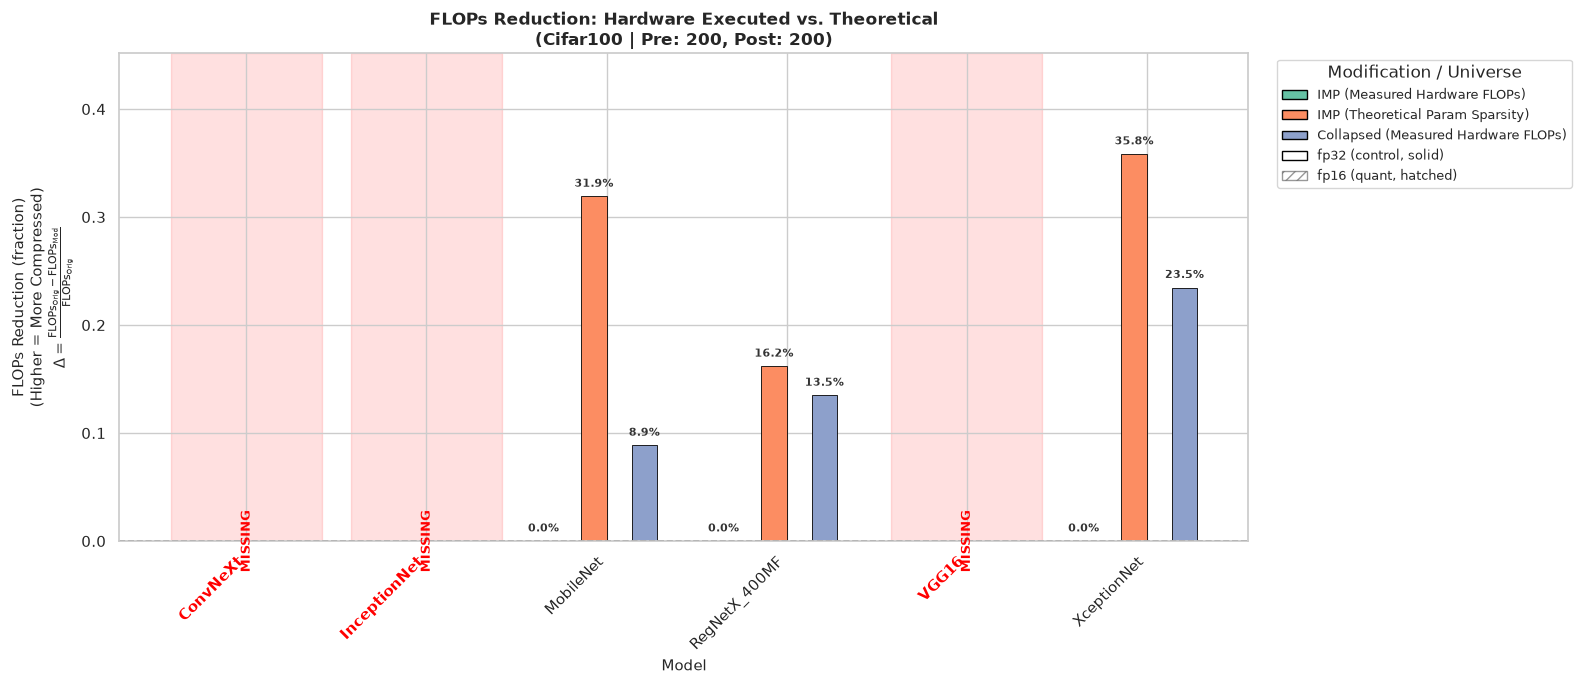 FLOPs Reduction: Hardware Executed vs. Theoretical
(Cifar100 | Pre: 200, Post: 200)
FLOPs Reduction (fraction)
(Higher = More Compressed)
Δ = FLOPs_Orig − FLOPs_Mod / FLOPs_Orig
0.4
0.3
0.2
0.1
0.0
MISSING
MISSING
0.0%
31.9%
8.9%
0.0%
16.2%
13.5%
MISSING
0.0%
35.8%
23.5%
ConvNeXt
InceptionNet
MobileNet
RegNetX_400MF
VGG16
XceptionNet
Model
Modification / Universe
IMP (Measured Hardware FLOPs)
IMP (Theoretical Param Sparsity)
Collapsed (Measured Hardware FLOPs)
fp32 (control, solid)
fp16 (quant, hatched)